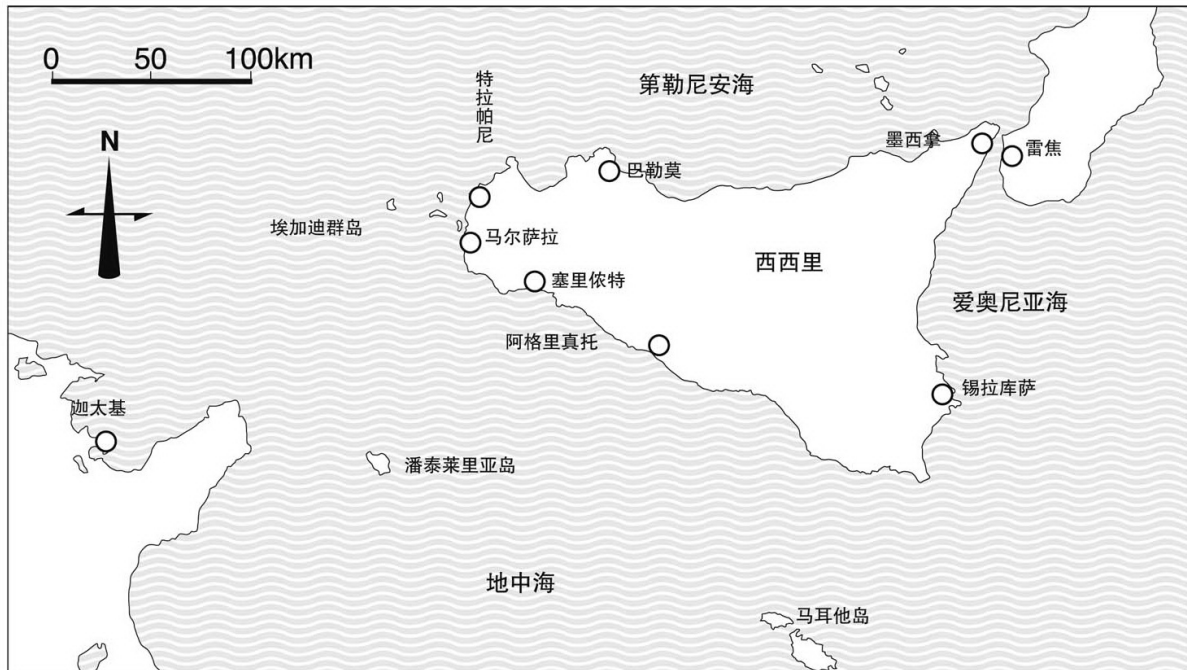 0 50 100km
特拉帕尼
第勒尼安海
N
墨西拿
雷焦
巴勒莫
埃加迪群岛
马尔萨拉
西西里
塞里侬特
爱奥尼亚海
阿格里真托
锡拉库萨
迦太基
潘泰莱里亚岛
地中海
马耳他岛